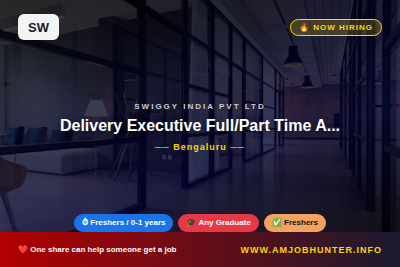 SW
🔥 NOW HIRING
SWIGGY INDIA PVT LTD
Delivery Executive Full/Part Time A...
── Bengaluru ──
⏱ Freshers / 0-1 years
🎓 Any Graduate
✅ Freshers
❤️ One share can help someone get a job
WWW.AMJOBHUNTER.INFO